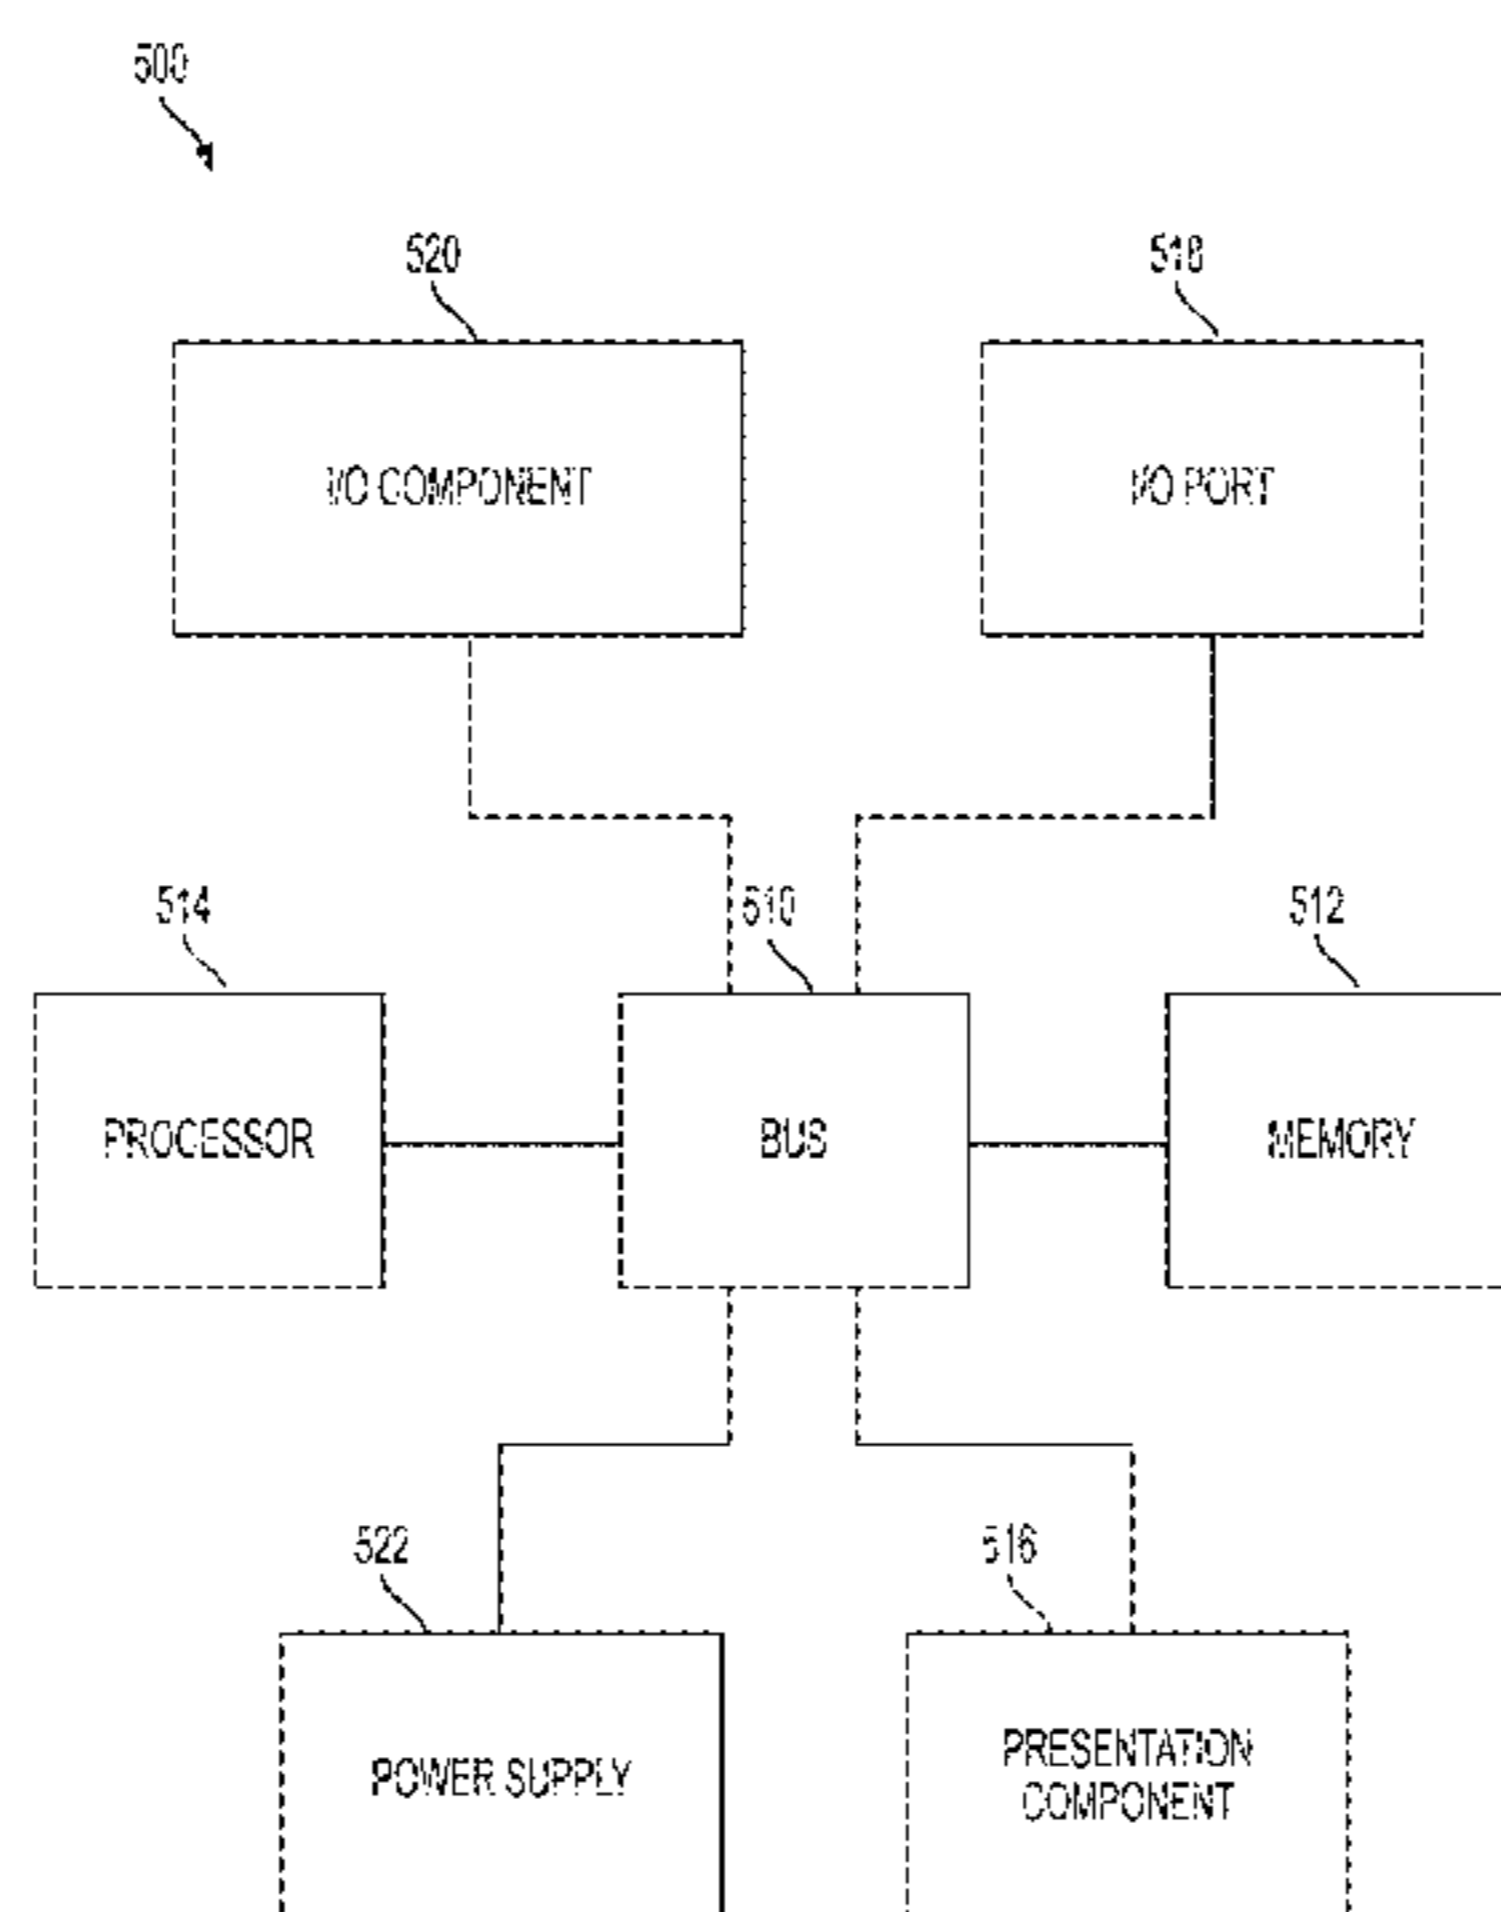 500
520
518
I/O COMPONENT
I/O PORT
514
510
512
PROCESSOR
BUS
MEMORY
522
516
POWER SUPPLY
PRESENTATION
COMPONENT